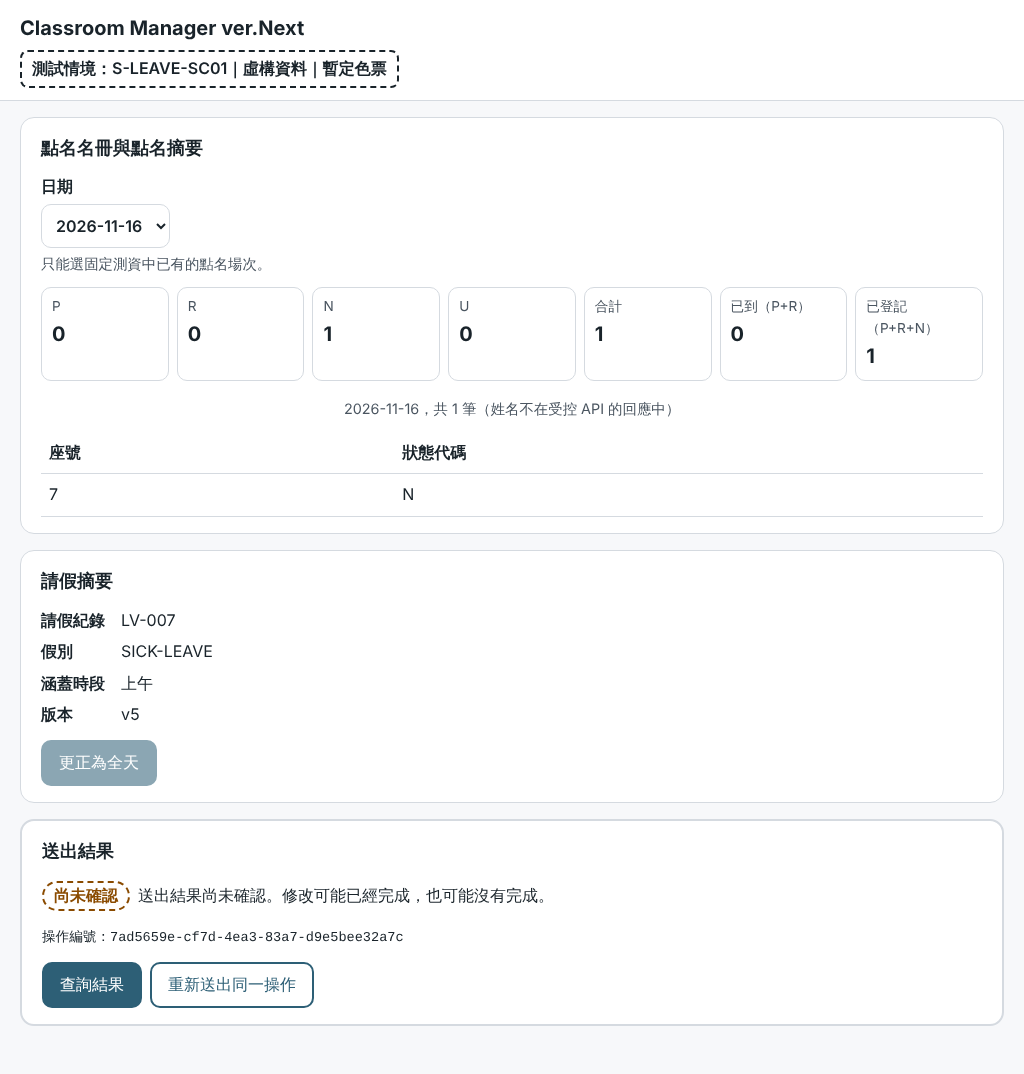 Classroom Manager ver.Next
測試情境：S-LEAVE-SC01｜虛構資料｜暫定色票
點名名冊與點名摘要
日期
2026-11-16
只能選固定測資中已有的點名場次。
P
0
R
0
N
1
U
0
合計
1
已到（P+R）
0
已登記
（P+R+N）
1
2026-11-16，共 1 筆（姓名不在受控 API 的回應中）
座號 狀態代碼
7 N
請假摘要
請假紀錄 LV-007
假別 SICK-LEAVE
涵蓋時段 上午
版本 v5
更正為全天
送出結果
尚未確認 送出結果尚未確認。修改可能已經完成，也可能沒有完成。
操作編號：7ad5659e-cf7d-4ea3-83a7-d9e5bee32a7c
查詢結果 重新送出同一操作